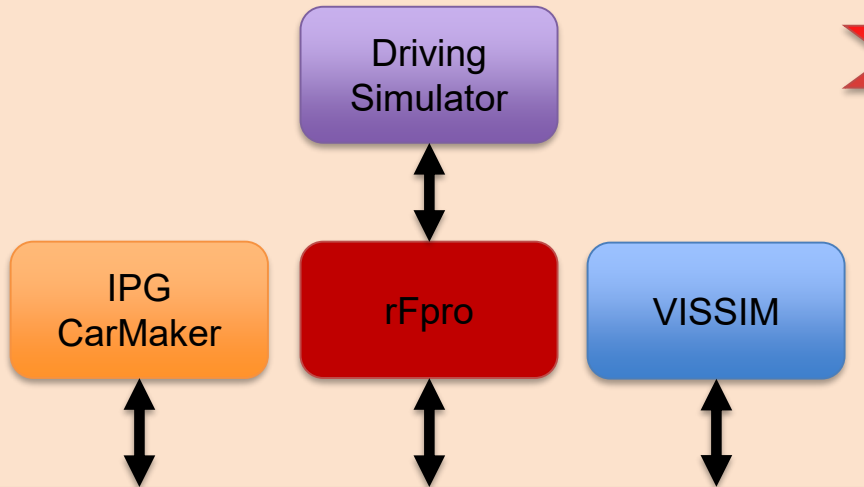 Driving
Simulator
IPG
CarMaker
rFpro
VISSIM